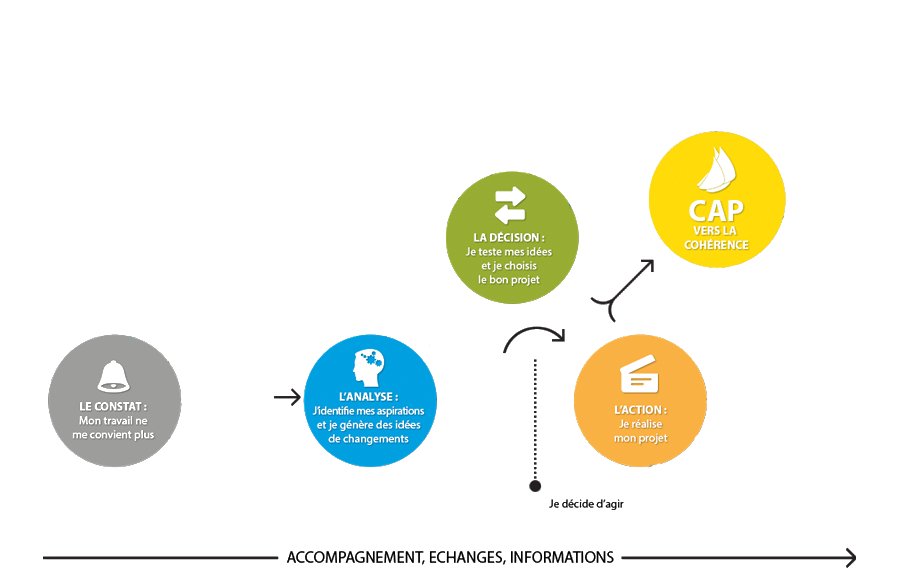 LE CONSTAT :
Mon travail ne
me convient plus
L'ANALYSE :
J'identifie mes aspirations
et je génère des idées
de changements
LA DÉCISION :
Je teste mes idées
et je choisis
le bon projet
L'ACTION :
Je réalise
mon projet
CAP
VERS LA
COHÉRENCE
Je décide d'agir
ACCOMPAGNEMENT, ECHANGES, INFORMATIONS